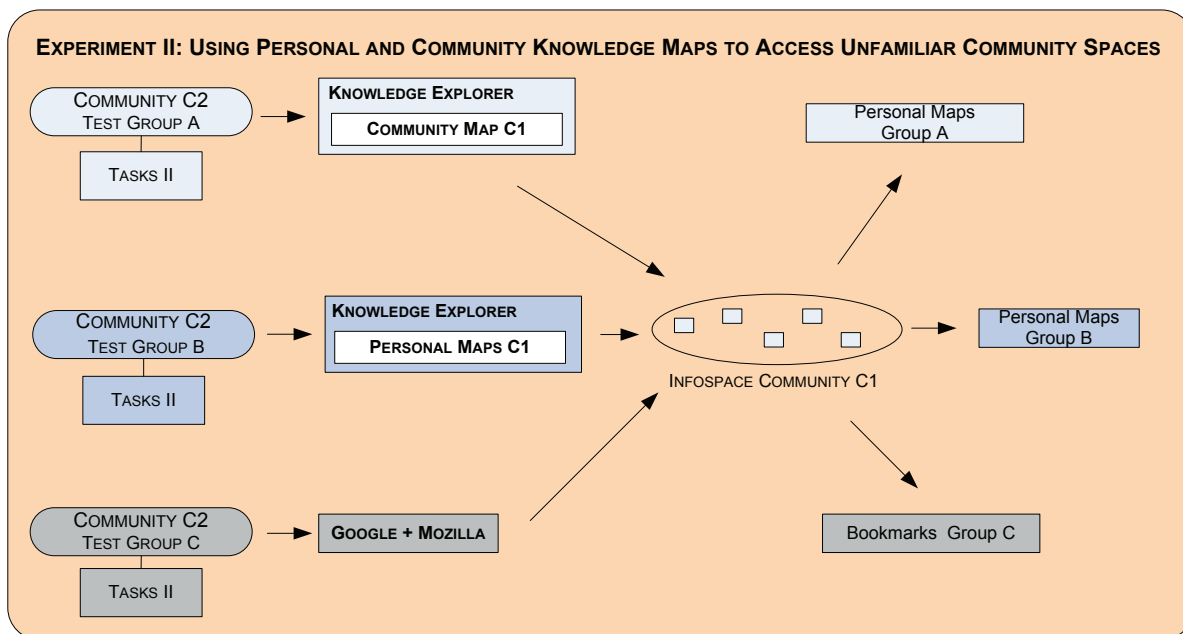 EXPERIMENT II: USING PERSONAL AND COMMUNITY KNOWLEDGE MAPS TO ACCESS UNFAMILIAR COMMUNITY SPACES
COMMUNITY C2
TEST GROUP A
TASKS II
KNOWLEDGE EXPLORER
COMMUNITY MAP C1
Personal Maps
Group A
COMMUNITY C2
TEST GROUP B
TASKS II
KNOWLEDGE EXPLORER
PERSONAL MAPS C1
INFOSPACE COMMUNITY C1
Personal Maps
Group B
COMMUNITY C2
TEST GROUP C
TASKS II
GOOGLE + MOZILLA
Bookmarks Group C